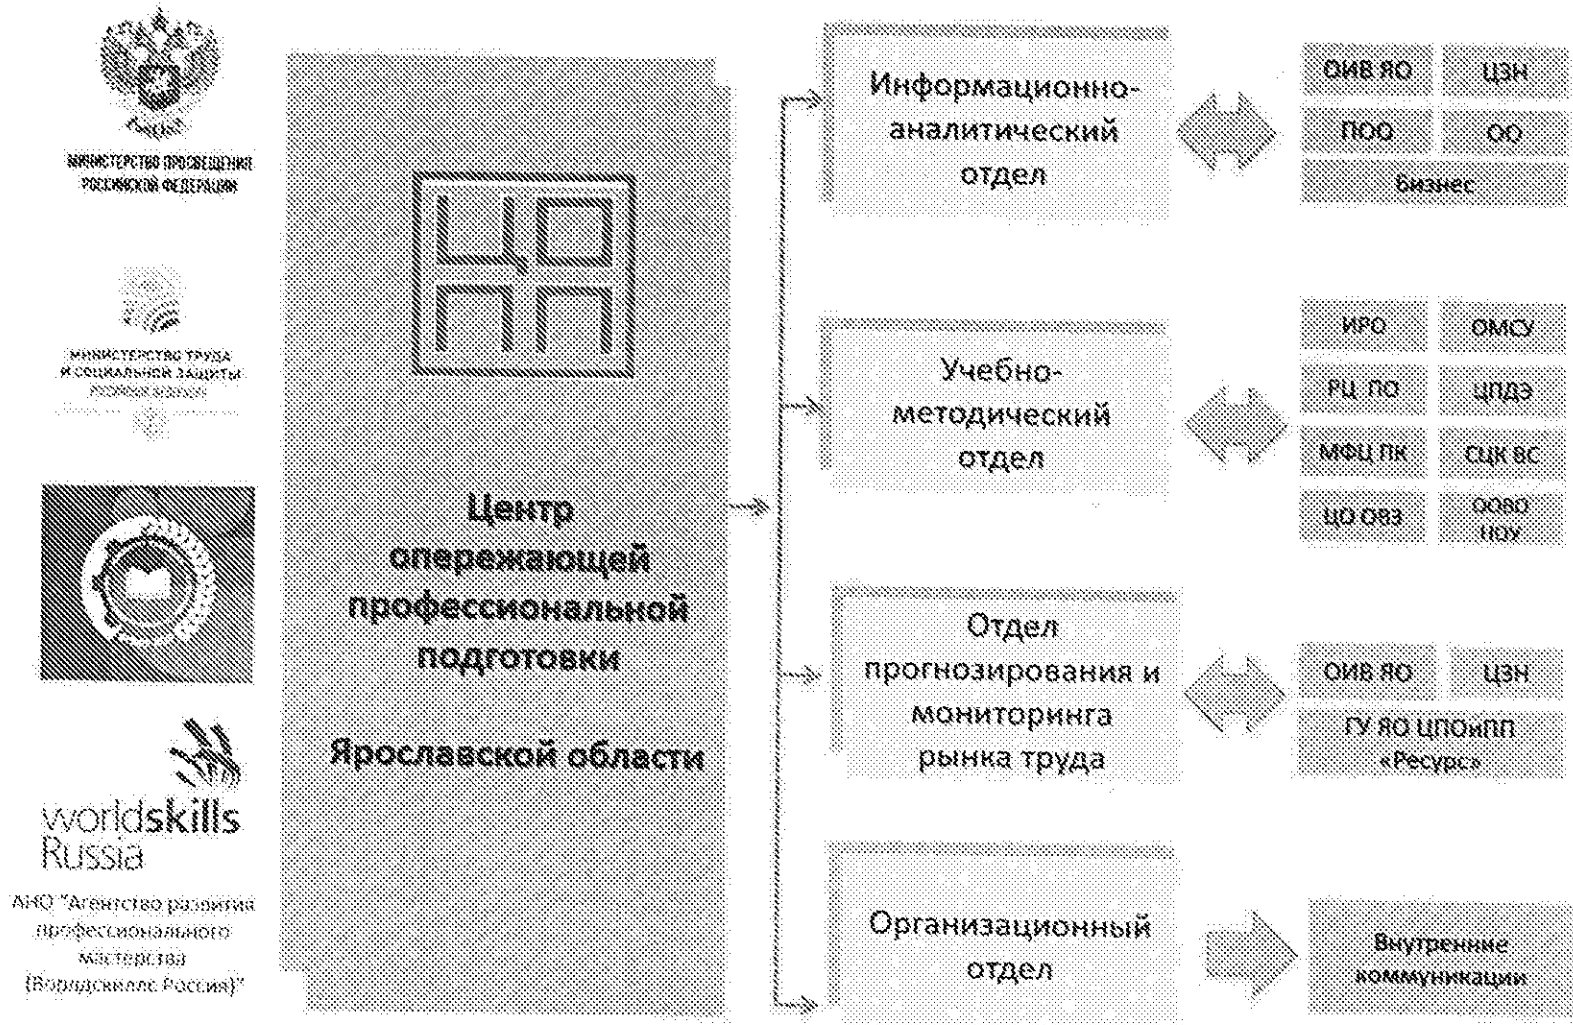 МИНИСТЕРСТВО ПРОСВЕЩЕНИЯ
РОССИЙСКОЙ ФЕДЕРАЦИИ
МИНИСТЕРСТВО ТРУДА
И СОЦИАЛЬНОЙ ЗАЩИТЫ
worldskills
Russia
АНО "Агентство развития
профессионального
мастерства
(Ворлдскиллс Россия)"
Центр
опережающей
профессиональной
подготовки
Ярославской области
Информационно-
аналитический
отдел
ОИВ ЯО
ЦЗН
ПОО
ОО
Бизнес
Учебно-
методический
отдел
ИРО
ОМСУ
РЦ ПО
ЦПДЭ
МФЦ ПК
СЦК ВС
ЦО ОВЗ
ООВО
НОУ
Отдел
прогнозирования и
мониторинга
рынка труда
ОИВ ЯО
ЦЗН
ГУ ЯО ЦПОиПП
«Ресурс»
Организационный
отдел
Внутренние
коммуникации